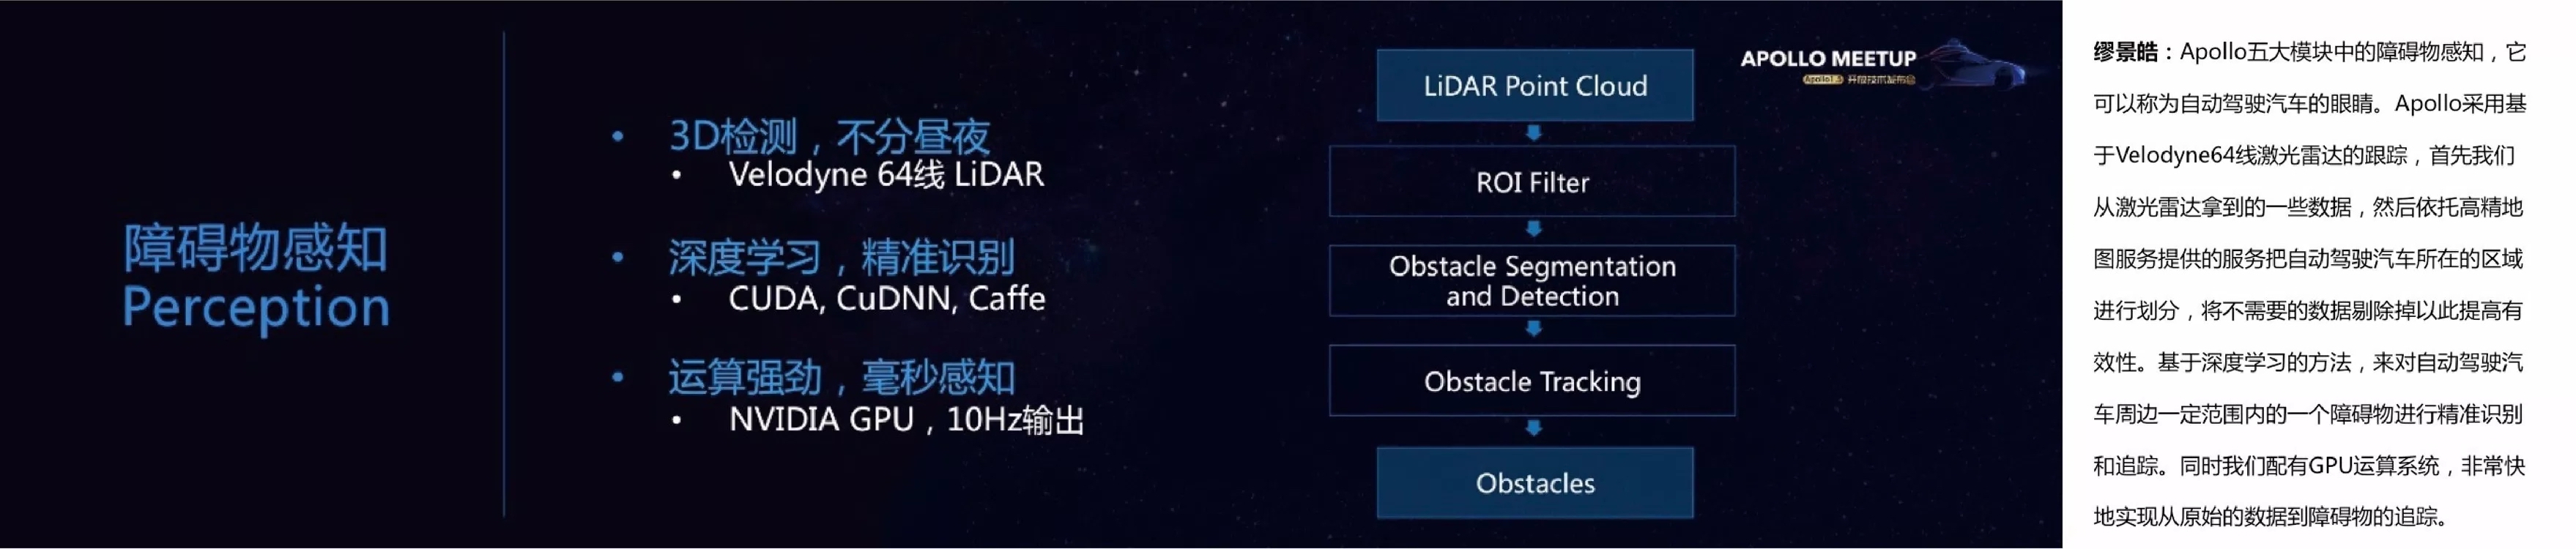 障碍物感知
Perception
• 3D检测，不分昼夜
• Velodyne 64线 LiDAR
• 深度学习，精准识别
• CUDA, CuDNN, Caffe
• 运算强劲，毫秒感知
• NVIDIA GPU，10Hz输出
LiDAR Point Cloud
ROI Filter
Obstacle Segmentation
and Detection
Obstacle Tracking
Obstacles
APOLLO MEETUP
Apollo1.5 开放技术发布会
缪景皓：Apollo五大模块中的障碍物感知，它
可以称为自动驾驶汽车的眼睛。Apollo采用基
于Velodyne64线激光雷达的跟踪，首先我们
从激光雷达拿到的一些数据，然后依托高精地
图服务提供的服务把自动驾驶汽车所在的区域
进行划分，将不需要的数据剔除掉以此提高有
效性。基于深度学习的方法，来对自动驾驶汽
车周边一定范围内的一个障碍物进行精准识别
和追踪。同时我们配有GPU运算系统，非常快
地实现从原始的数据到障碍物的追踪。